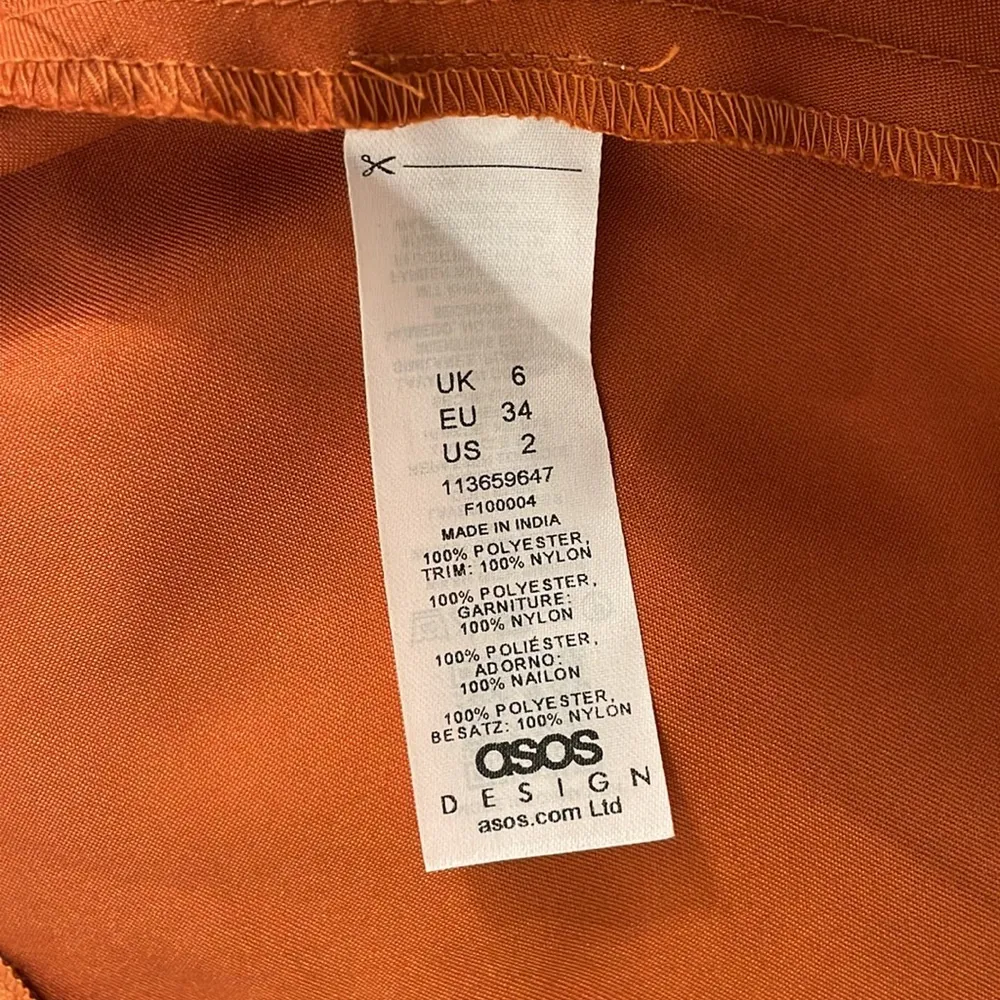 UK 6
EU 34
US 2
113659647
F100004
MADE IN INDIA
100% POLYESTER,
TRIM: 100% NYLON
100% POLYESTER,
GARNITURE:
100% NYLON
100% POLIÉSTER,
ADORNO:
100% NAILON
100% POLYESTER,
BESATZ: 100% NYLON
asos
DESIGN
asos.com Ltd